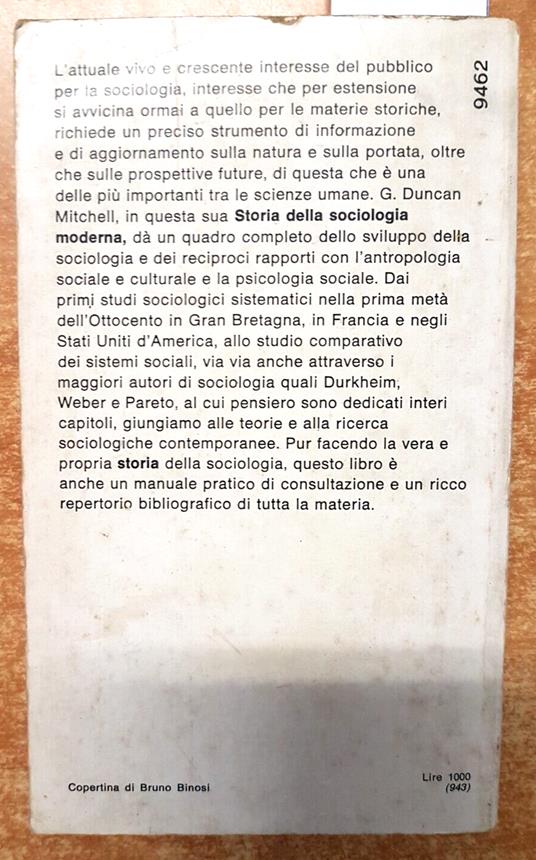 L'attuale vivo e crescente interesse del pubblico
per la sociologia, interesse che per estensione
si avvicina ormai a quello per le materie storiche,
richiede un preciso strumento di informazione
e di aggiornamento sulla natura e sulla portata, oltre
che sulle prospettive future, di questa che è una
delle più importanti tra le scienze umane. G. Duncan
Mitchell, in questa sua Storia della sociologia
moderna, dà un quadro completo dello sviluppo della
sociologia e dei reciproci rapporti con l'antropologia
sociale e culturale e la psicologia sociale. Dai
primi studi sociologici sistematici nella prima metà
dell'Ottocento in Gran Bretagna, in Francia e negli
Stati Uniti d'America, allo studio comparativo
dei sistemi sociali, via via anche attraverso i
maggiori autori di sociologia quali Durkheim,
Weber e Pareto, al cui pensiero sono dedicati interi
capitoli, giungiamo alle teorie e alla ricerca
sociologiche contemporanee. Pur facendo la vera e
propria storia della sociologia, questo libro è
anche un manuale pratico di consultazione e un ricco
repertorio bibliografico di tutta la materia.
9462
Copertina di Bruno Binosi
Lire 1000
(943)